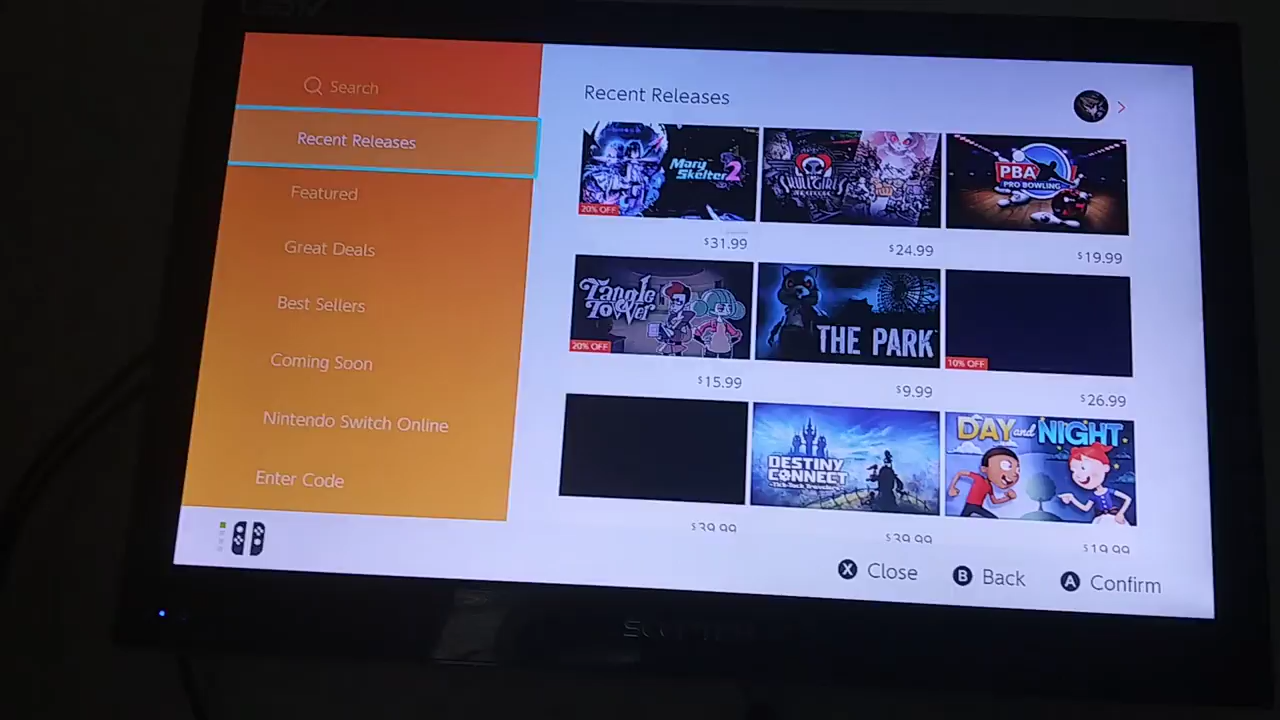 Search
Recent Releases
Featured
Great Deals
Best Sellers
Coming Soon
Nintendo Switch Online
Enter Code
Recent Releases
Mary
Skelter 2
20% OFF
$31.99
SKULLGIRLS
$24.99
PBA
PRO BOWLING
$19.99
Tangle
Tower
20% OFF
$15.99
THE PARK
$9.99
10% OFF
$26.99
$39.99
DESTINY
CONNECT
Tick-Tock Travelers
$39.99
DAY and NIGHT
$19.99
X Close
B Back
A Confirm